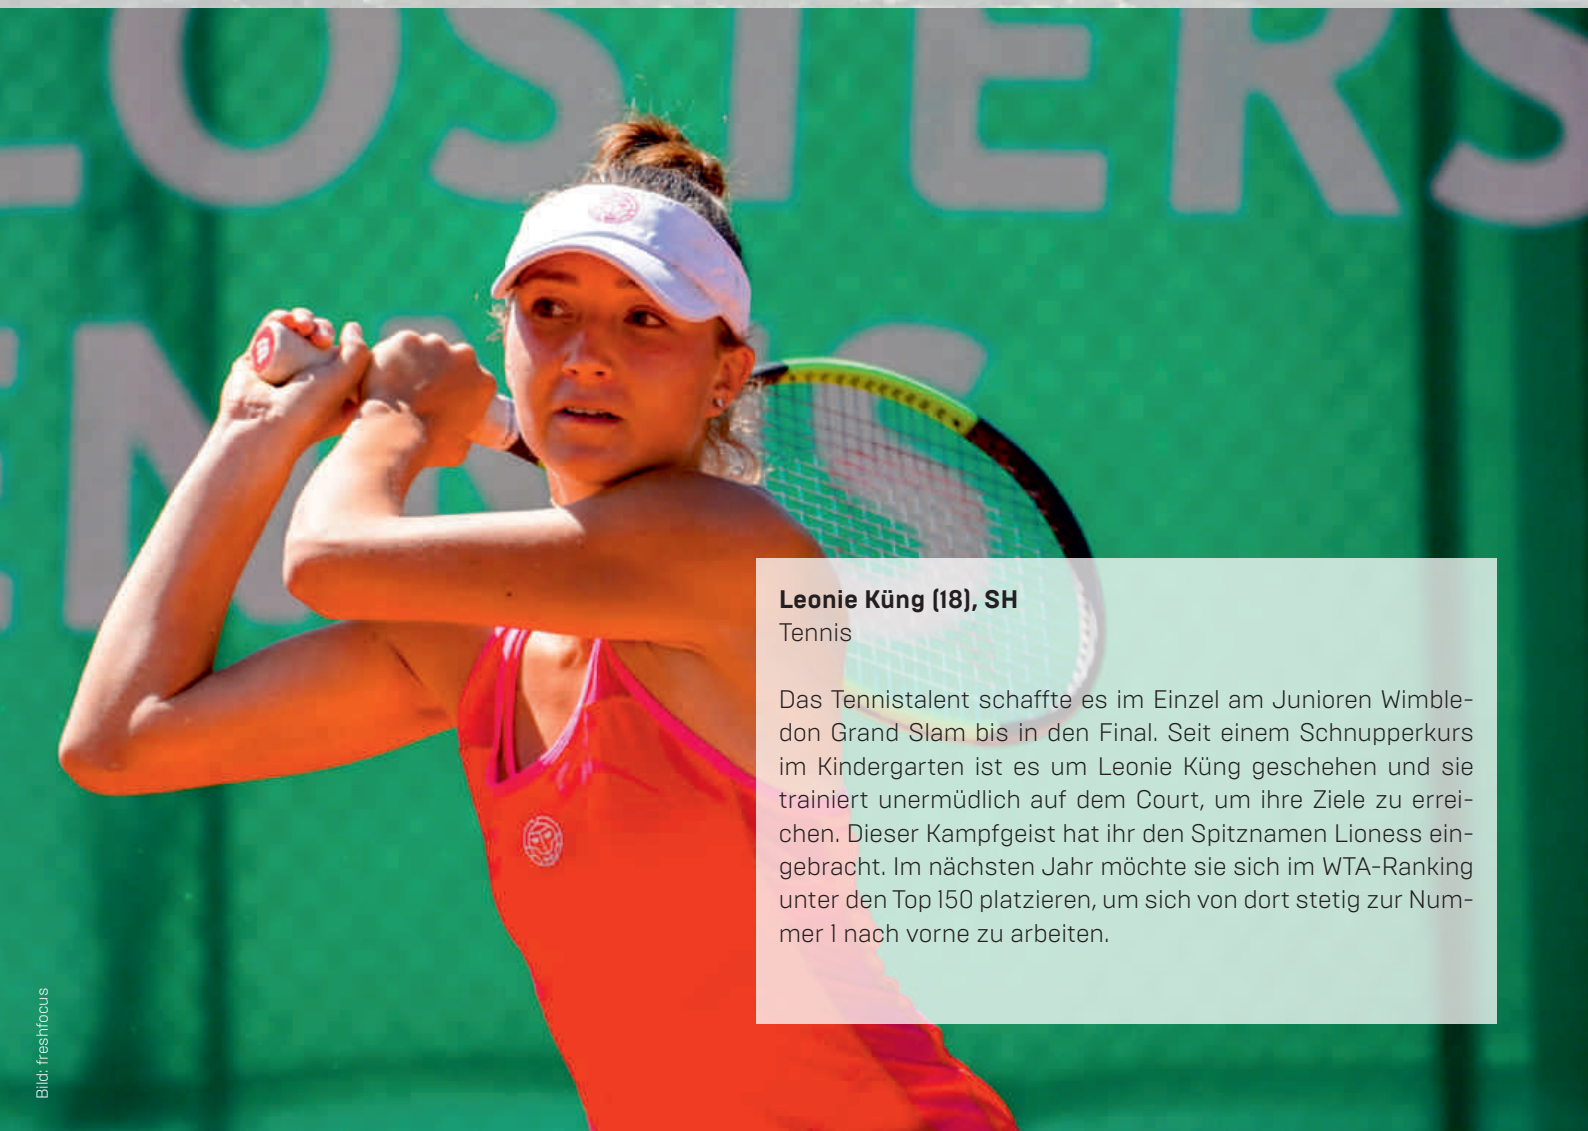 LOSTERS
Leonie Küng (18), SH
Tennis
Das Tennistalent schaffte es im Einzel am Junioren Wimble-
don Grand Slam bis in den Final. Seit einem Schnupperkurs
im Kindergarten ist es um Leonie Küng geschehen und sie
trainiert unermüdlich auf dem Court, um ihre Ziele zu errei-
chen. Dieser Kampfgeist hat ihr den Spitznamen Lioness ein-
gebracht. Im nächsten Jahr möchte sie sich im WTA-Ranking
unter den Top 150 platzieren, um sich von dort stetig zur Num-
mer 1 nach vorne zu arbeiten.
Bild: freshfocus